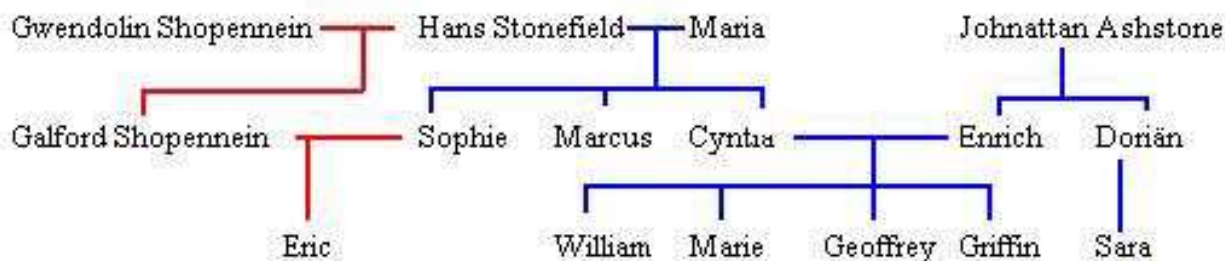 Gwendolin Shopennein Hans Stonefield Maria Johnattan Ashstone
Galford Shopennein Sophie Marcus Cyntia Enrich Doriän
Eric William Marie Geoffrey Griffin Sara